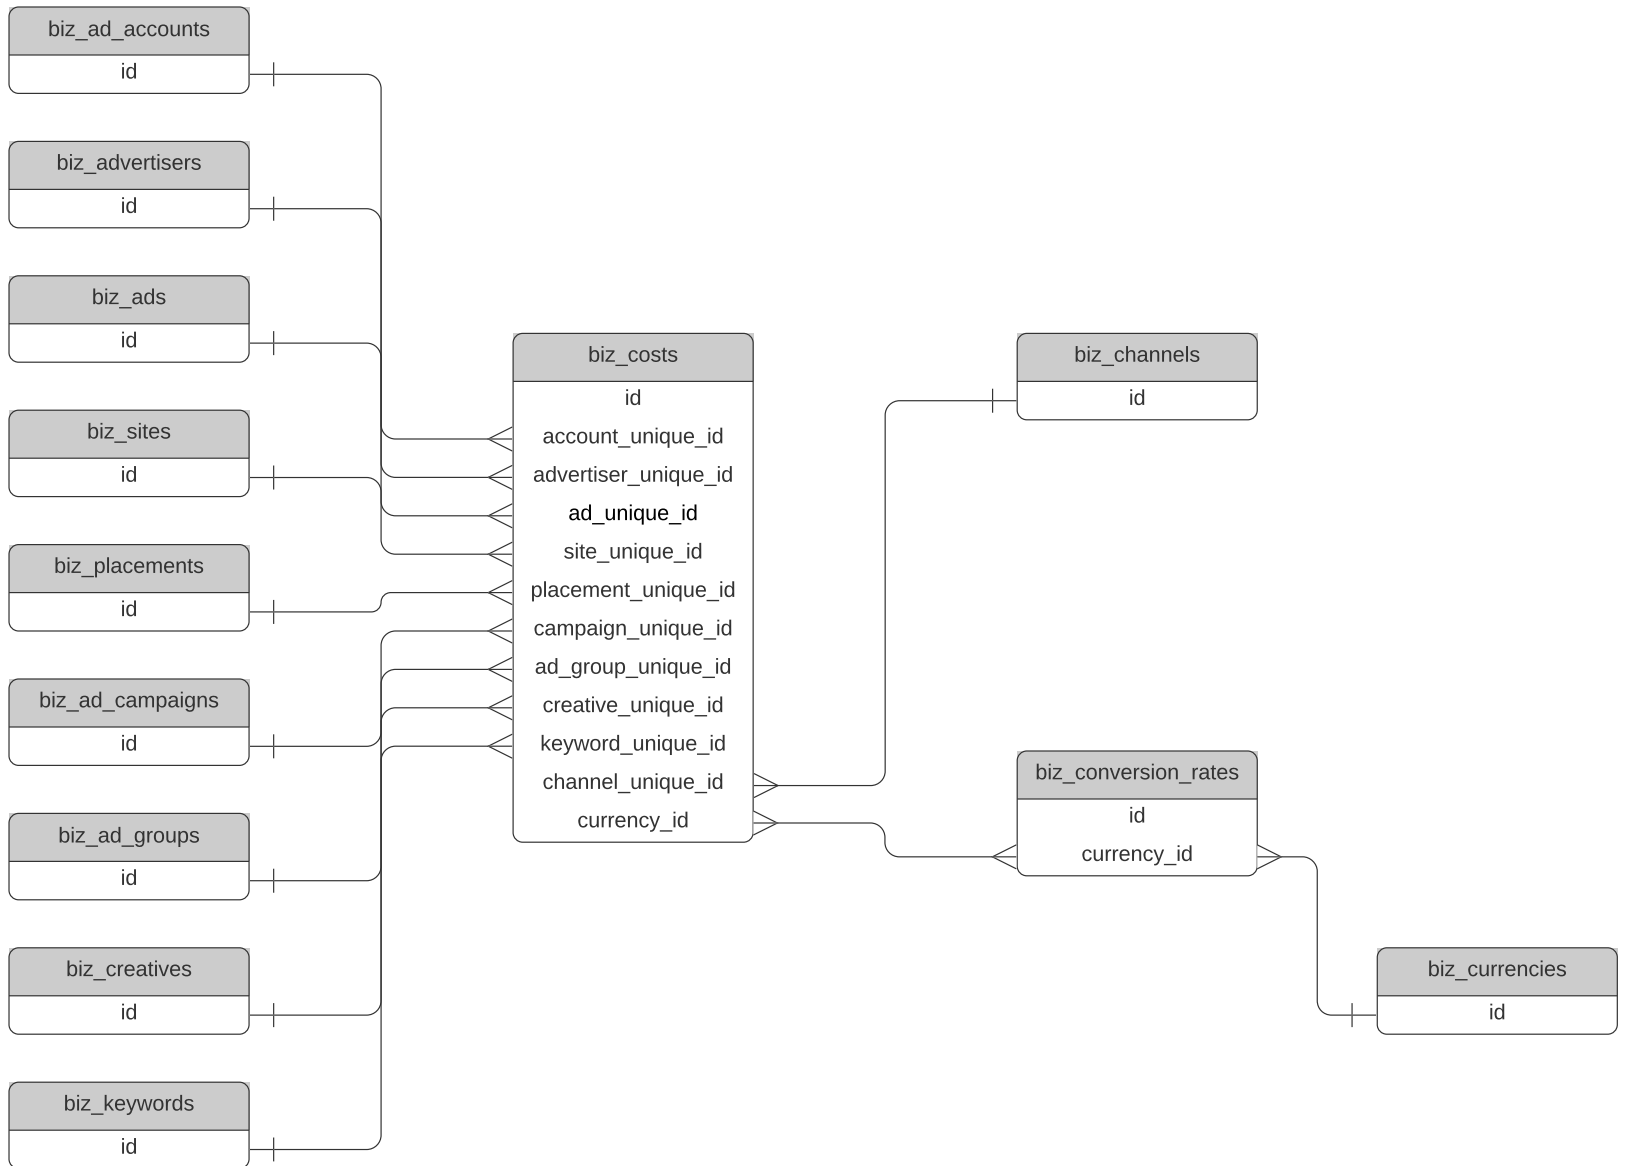 biz_ad_accounts
id
biz_advertisers
id
biz_ads
id
biz_sites
id
biz_placements
id
biz_ad_campaigns
id
biz_ad_groups
id
biz_creatives
id
biz_keywords
id
biz_costs
id
account_unique_id
advertiser_unique_id
ad_unique_id
site_unique_id
placement_unique_id
campaign_unique_id
ad_group_unique_id
creative_unique_id
keyword_unique_id
channel_unique_id
currency_id
biz_channels
id
biz_conversion_rates
id
currency_id
biz_currencies
id